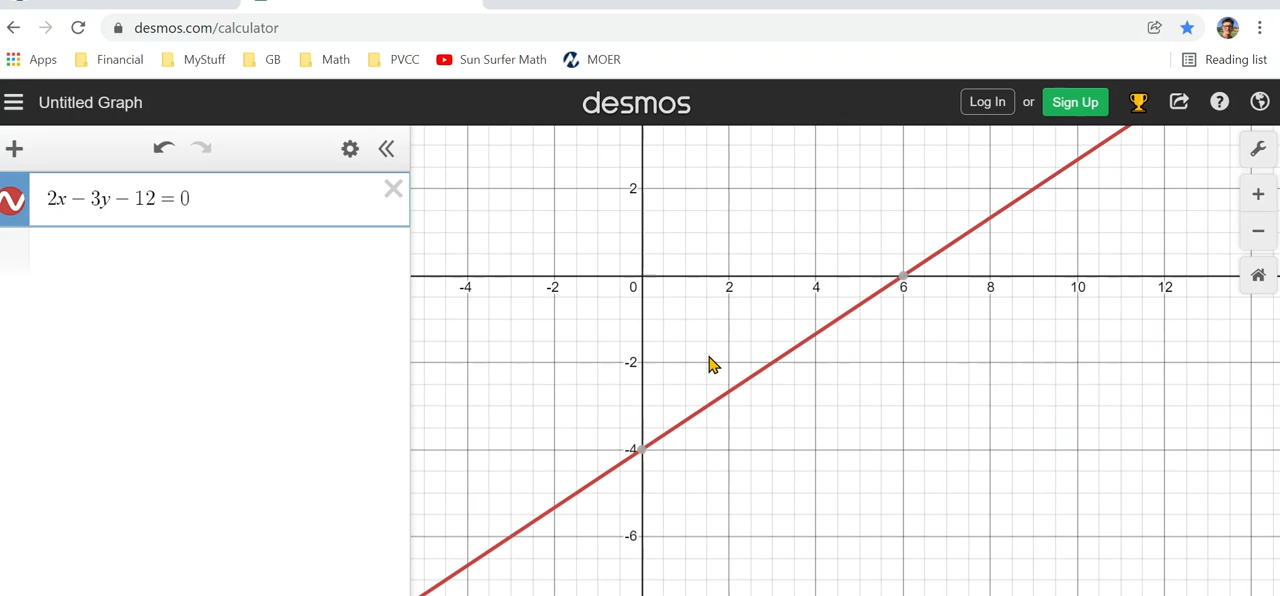 desmos.com/calculator
Apps Financial MyStuff GB Math PVCC Sun Surfer Math MOER Reading list
Untitled Graph desmos Log In or Sign Up
2x − 3y − 12 = 0
2
-4 -2 0 2 4 6 8 10 12
-2
-4
-6